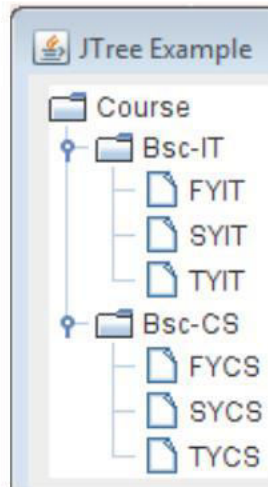 JTree Example
Course
Bsc-IT
FYIT
SYIT
TYIT
Bsc-CS
FYCS
SYCS
TYCS